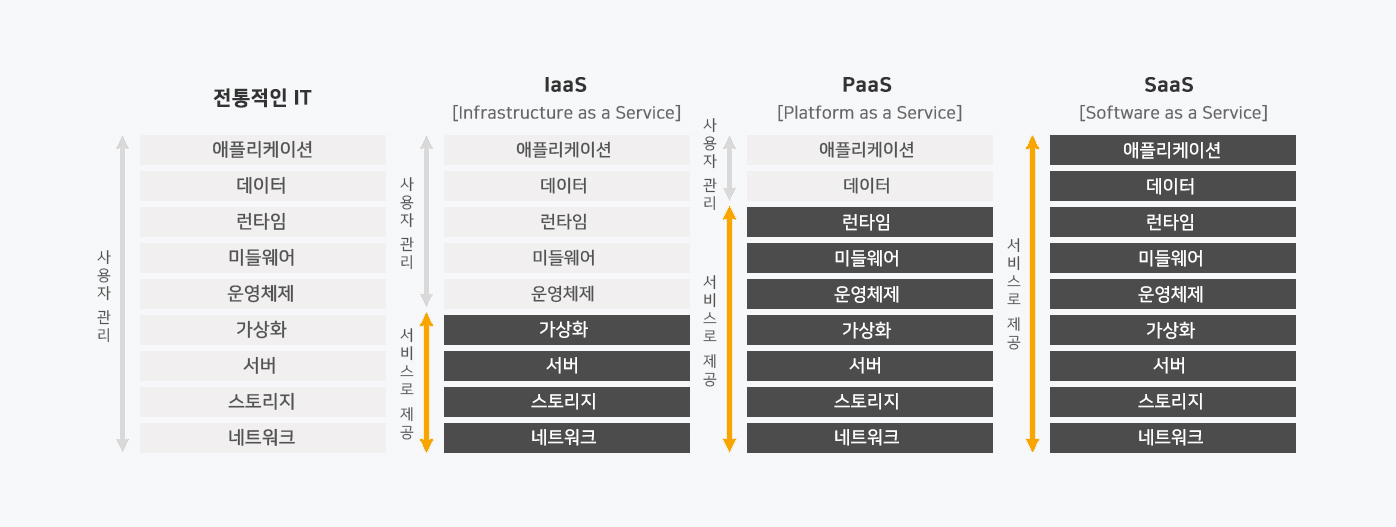 전통적인 IT
사용자 관리
애플리케이션
데이터
런타임
미들웨어
운영체제
가상화
서버
스토리지
네트워크
IaaS
[Infrastructure as a Service]
사용자 관리
서비스로 제공
애플리케이션
데이터
런타임
미들웨어
운영체제
가상화
서버
스토리지
네트워크
PaaS
[Platform as a Service]
사용자 관리
서비스로 제공
애플리케이션
데이터
런타임
미들웨어
운영체제
가상화
서버
스토리지
네트워크
SaaS
[Software as a Service]
서비스로 제공
애플리케이션
데이터
런타임
미들웨어
운영체제
가상화
서버
스토리지
네트워크